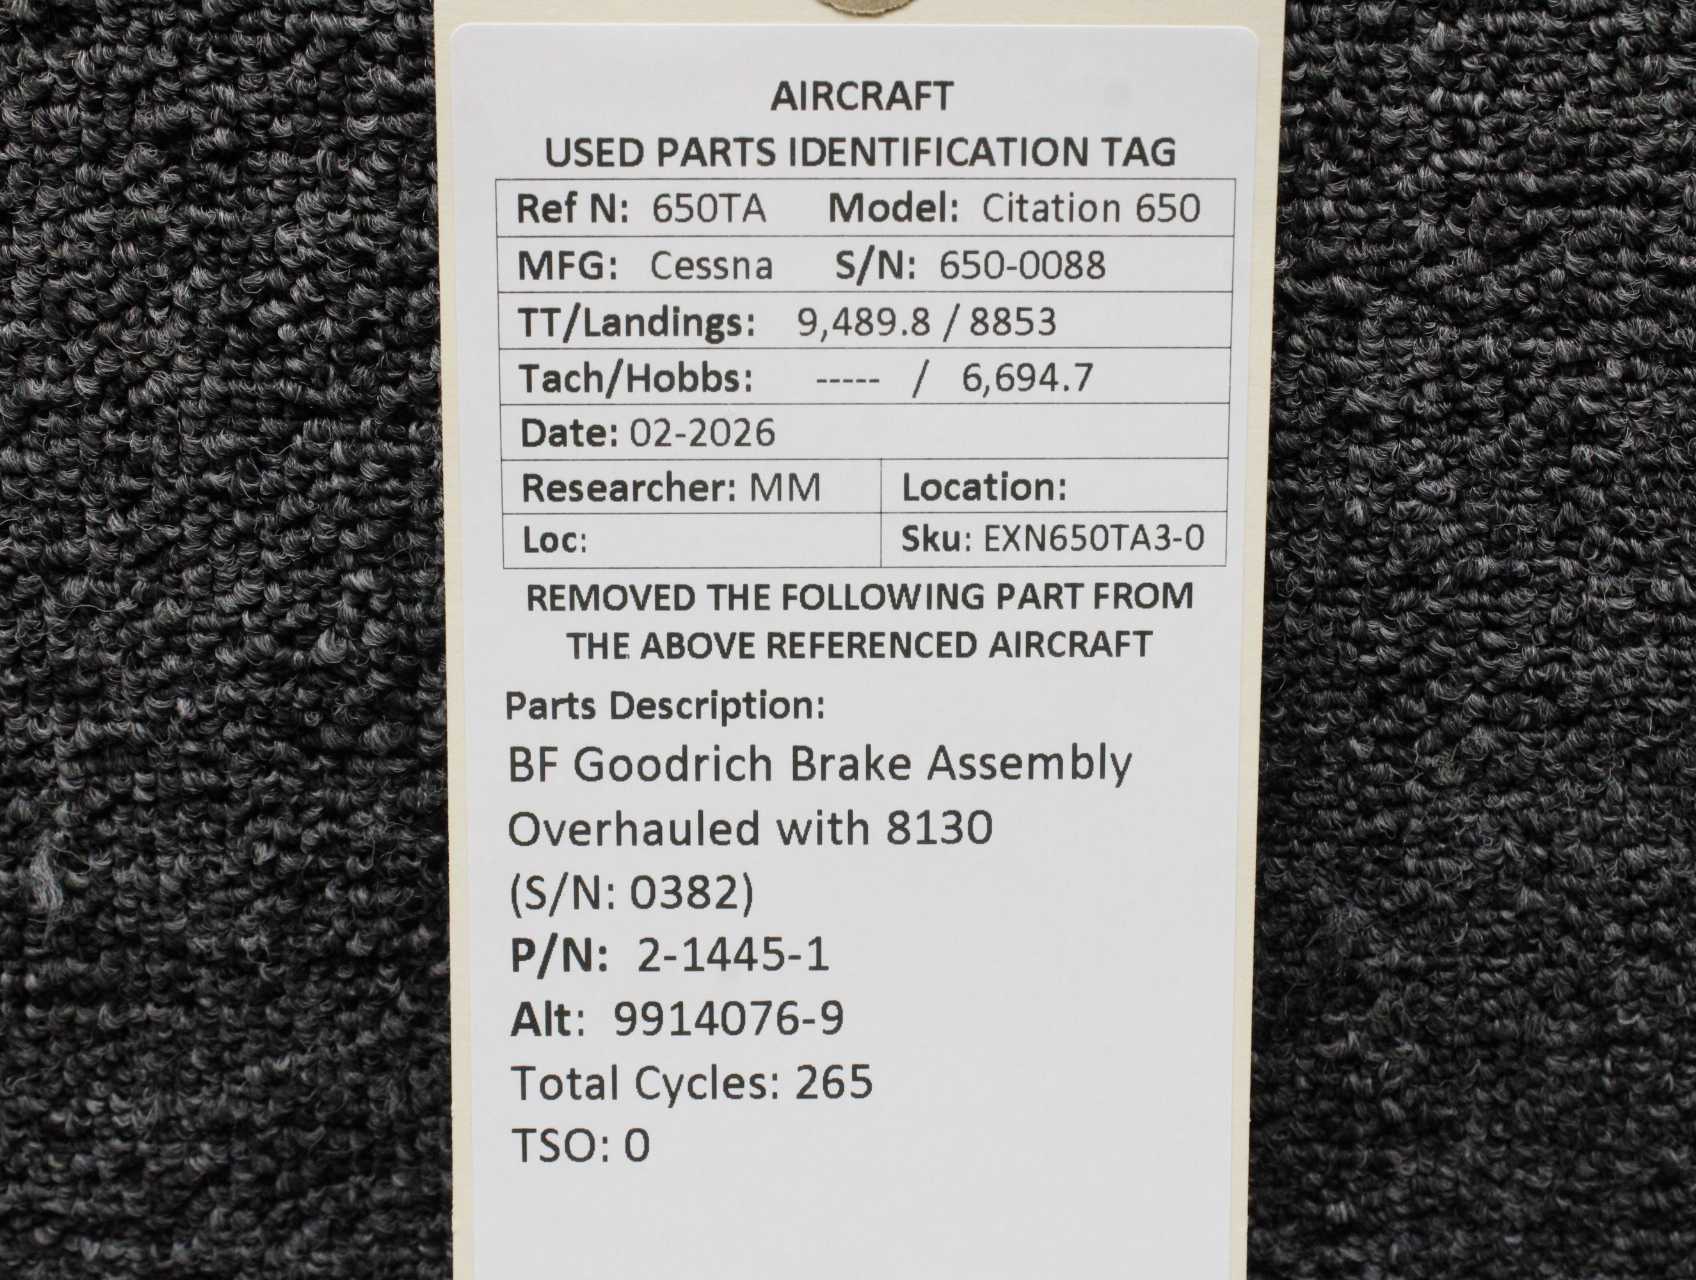 AIRCRAFT
USED PARTS IDENTIFICATION TAG
Ref N: 650TA Model: Citation 650
MFG: Cessna S/N: 650-0088
TT/Landings: 9,489.8 / 8853
Tach/Hobbs: ----- / 6,694.7
Date: 02-2026
Researcher: MM Location:
Loc: Sku: EXN650TA3-0
REMOVED THE FOLLOWING PART FROM
THE ABOVE REFERENCED AIRCRAFT
Parts Description:
BF Goodrich Brake Assembly
Overhauled with 8130
(S/N: 0382)
P/N: 2-1445-1
Alt: 9914076-9
Total Cycles: 265
TSO: 0